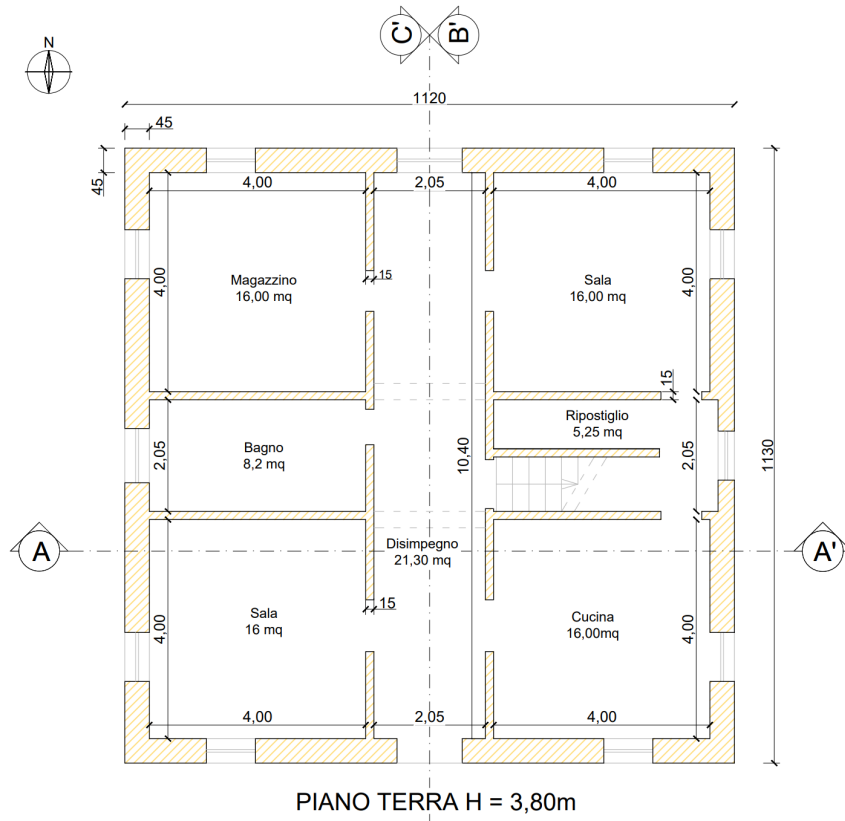 C'
B'
N
1120
45
45
4,00
2,05
4,00
4,00
4,00
Magazzino
16,00 mq
15
Sala
16,00 mq
15
Ripostiglio
5,25 mq
Bagno
8,2 mq
2,05
10,40
2,05
1130
A
A'
Disimpegno
21,30 mq
Sala
16 mq
15
Cucina
16,00mq
4,00
4,00
4,00
2,05
4,00
PIANO TERRA H = 3,80m